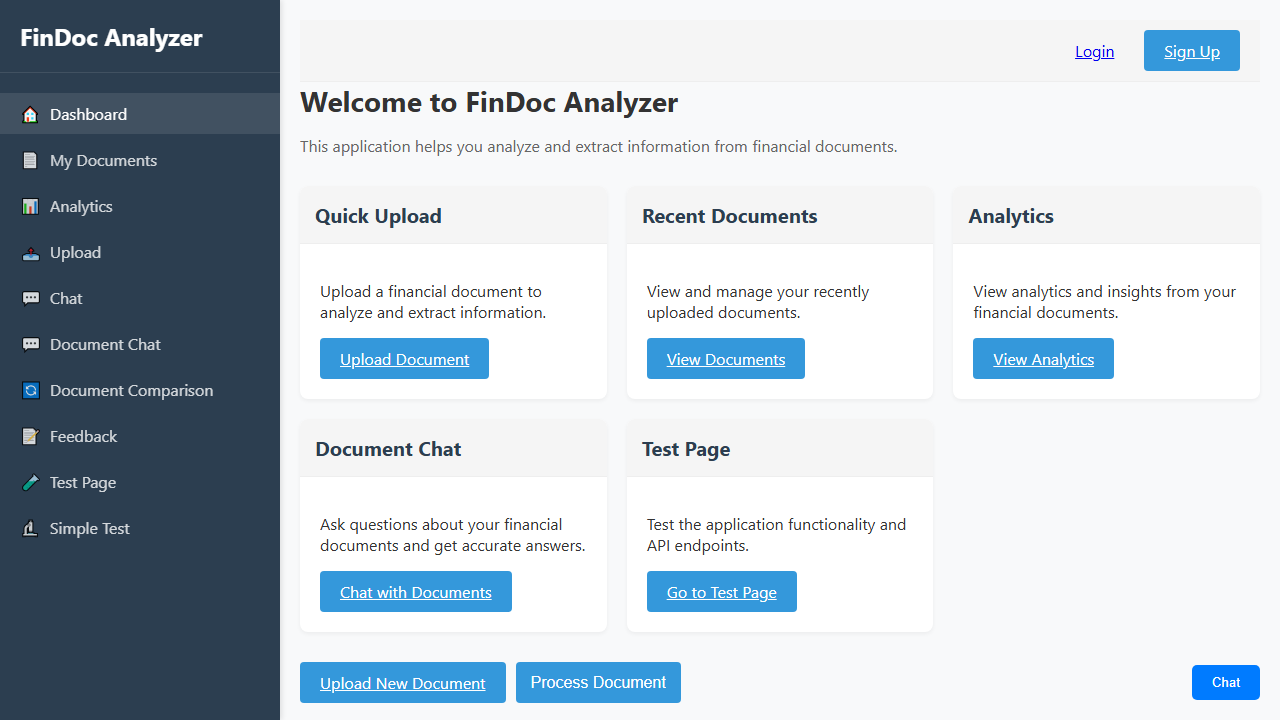 FinDoc Analyzer
Dashboard
My Documents
Analytics
Upload
Chat
Document Chat
Document Comparison
Feedback
Test Page
Simple Test
Login
Sign Up
Welcome to FinDoc Analyzer
This application helps you analyze and extract information from financial documents.
Quick Upload
Upload a financial document to
analyze and extract information.
Upload Document
Recent Documents
View and manage your recently
uploaded documents.
View Documents
Analytics
View analytics and insights from your
financial documents.
View Analytics
Document Chat
Ask questions about your financial
documents and get accurate answers.
Chat with Documents
Test Page
Test the application functionality and
API endpoints.
Go to Test Page
Upload New Document
Process Document
Chat